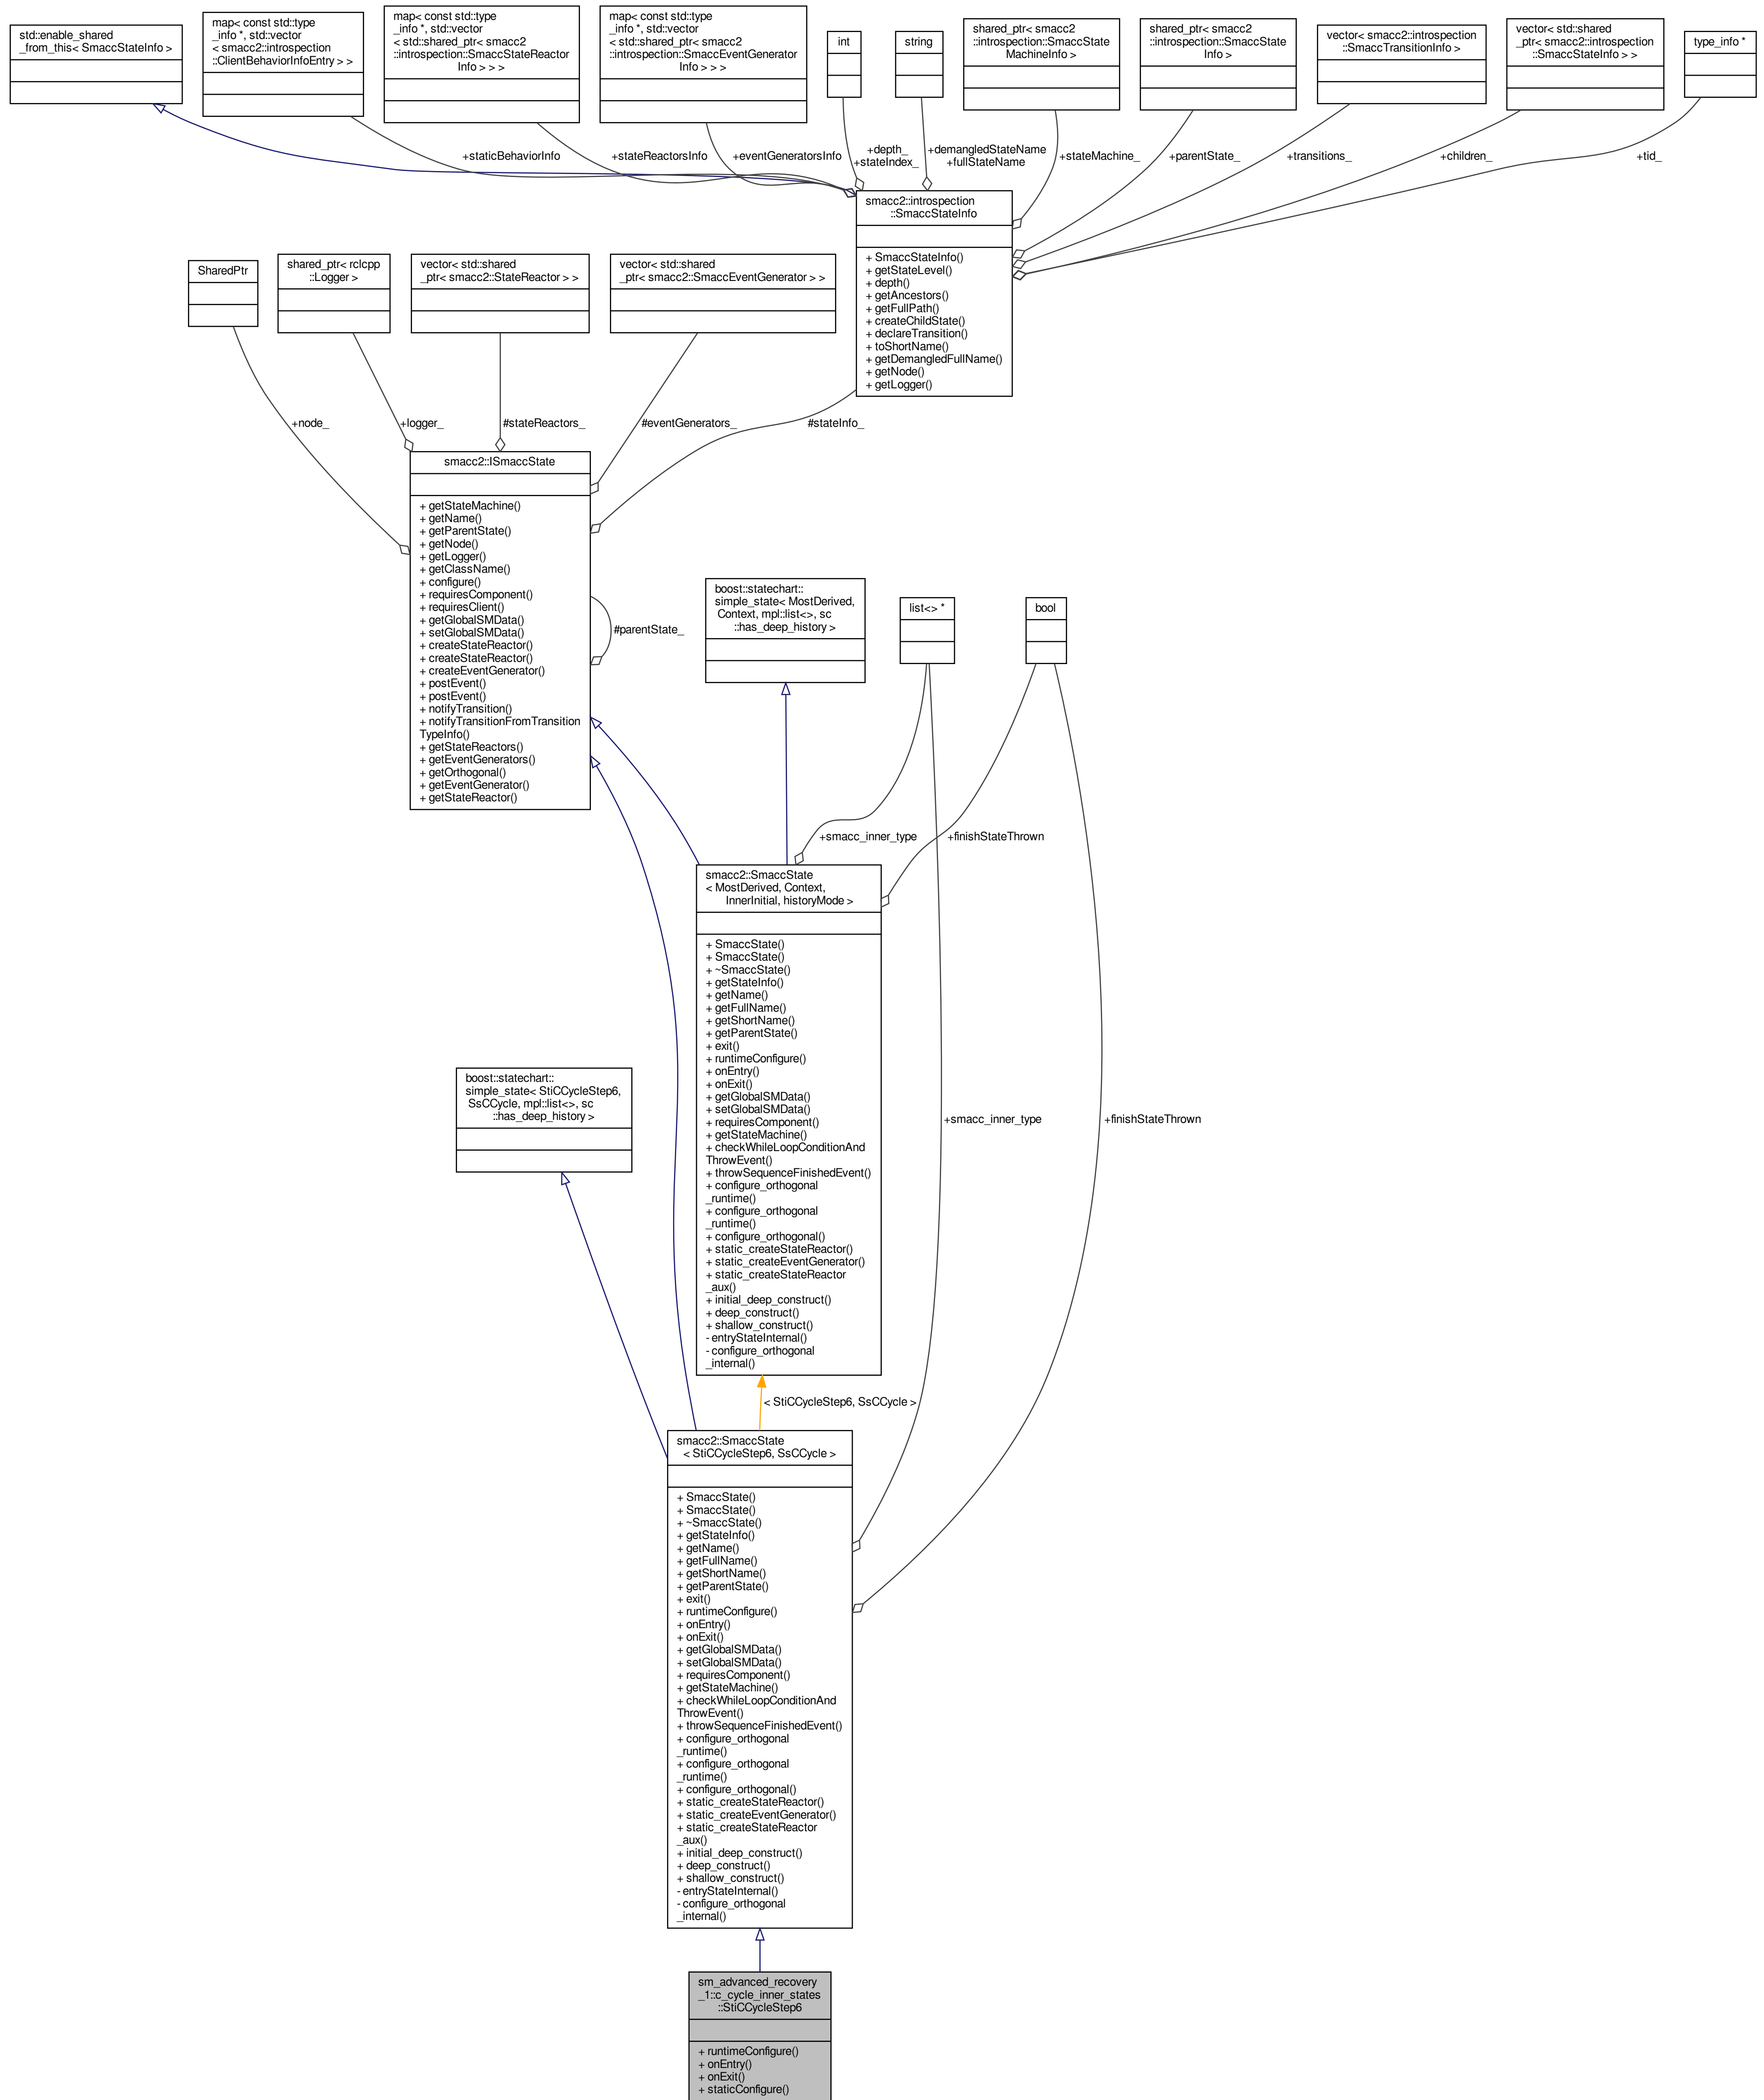 std::enable_shared
_from_this< SmaccStateInfo >
map< const std::type
_info *, std::vector
< smacc2::introspection
::ClientBehaviorInfoEntry > >
map< const std::type
_info *, std::vector
< std::shared_ptr< smacc2
::introspection::SmaccStateReactor
Info > > >
map< const std::type
_info *, std::vector
< std::shared_ptr< smacc2
::introspection::SmaccEventGenerator
Info > > >
int
string
shared_ptr< smacc2
::introspection::SmaccState
MachineInfo >
shared_ptr< smacc2
::introspection::SmaccState
Info >
vector< smacc2::introspection
::SmaccTransitionInfo >
vector< std::shared
_ptr< smacc2::introspection
::SmaccStateInfo > >
type_info *
+staticBehaviorInfo
+stateReactorsInfo
+eventGeneratorsInfo
+depth_
+stateIndex_
+demangledStateName
+fullStateName
+stateMachine_
+parentState_
+transitions_
+children_
+tid_
smacc2::introspection
::SmaccStateInfo
+ SmaccStateInfo()
+ getStateLevel()
+ depth()
+ getAncestors()
+ getFullPath()
+ createChildState()
+ declareTransition()
+ toShortName()
+ getDemangledFullName()
+ getNode()
+ getLogger()
SharedPtr
shared_ptr< rclcpp
::Logger >
vector< std::shared
_ptr< smacc2::StateReactor > >
vector< std::shared
_ptr< smacc2::SmaccEventGenerator > >
+node_
+logger_
#stateReactors_
#eventGenerators_
#stateInfo_
smacc2::ISmaccState
+ getStateMachine()
+ getName()
+ getParentState()
+ getNode()
+ getLogger()
+ getClassName()
+ configure()
+ requiresComponent()
+ requiresClient()
+ getGlobalSMData()
+ setGlobalSMData()
+ createStateReactor()
+ createStateReactor()
+ createEventGenerator()
+ postEvent()
+ postEvent()
+ notifyTransition()
+ notifyTransitionFromTransition
TypeInfo()
+ getStateReactors()
+ getEventGenerators()
+ getOrthogonal()
+ getEventGenerator()
+ getStateReactor()
#parentState_
boost::statechart::
simple_state< MostDerived,
Context, mpl::list<>, sc
::has_deep_history >
list<> *
bool
+smacc_inner_type
+finishStateThrown
smacc2::SmaccState
< MostDerived, Context,
InnerInitial, historyMode >
+ SmaccState()
+ SmaccState()
+ ~SmaccState()
+ getStateInfo()
+ getName()
+ getFullName()
+ getShortName()
+ getParentState()
+ exit()
+ runtimeConfigure()
+ onEntry()
+ onExit()
+ getGlobalSMData()
+ setGlobalSMData()
+ requiresComponent()
+ getStateMachine()
+ checkWhileLoopConditionAnd
ThrowEvent()
+ throwSequenceFinishedEvent()
+ configure_orthogonal
_runtime()
+ configure_orthogonal
_runtime()
+ configure_orthogonal()
+ static_createStateReactor()
+ static_createEventGenerator()
+ static_createStateReactor
_aux()
+ initial_deep_construct()
+ deep_construct()
+ shallow_construct()
- entryStateInternal()
- configure_orthogonal
_internal()
boost::statechart::
simple_state< StiCCycleStep6,
SsCCycle, mpl::list<>, sc
::has_deep_history >
+smacc_inner_type
+finishStateThrown
< StiCCycleStep6, SsCCycle >
smacc2::SmaccState
< StiCCycleStep6, SsCCycle >
+ SmaccState()
+ SmaccState()
+ ~SmaccState()
+ getStateInfo()
+ getName()
+ getFullName()
+ getShortName()
+ getParentState()
+ exit()
+ runtimeConfigure()
+ onEntry()
+ onExit()
+ getGlobalSMData()
+ setGlobalSMData()
+ requiresComponent()
+ getStateMachine()
+ checkWhileLoopConditionAnd
ThrowEvent()
+ throwSequenceFinishedEvent()
+ configure_orthogonal
_runtime()
+ configure_orthogonal
_runtime()
+ configure_orthogonal()
+ static_createStateReactor()
+ static_createEventGenerator()
+ static_createStateReactor
_aux()
+ initial_deep_construct()
+ deep_construct()
+ shallow_construct()
- entryStateInternal()
- configure_orthogonal
_internal()
sm_advanced_recovery
_1::c_cycle_inner_states
::StiCCycleStep6
+ runtimeConfigure()
+ onEntry()
+ onExit()
+ staticConfigure()